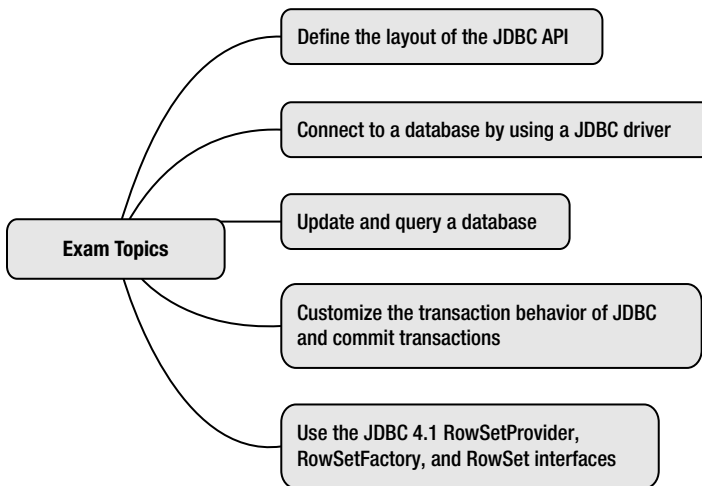 Define the layout of the JDBC API
Connect to a database by using a JDBC driver
Update and query a database
Exam Topics
Customize the transaction behavior of JDBC
and commit transactions
Use the JDBC 4.1 RowSetProvider,
RowSetFactory, and RowSet interfaces